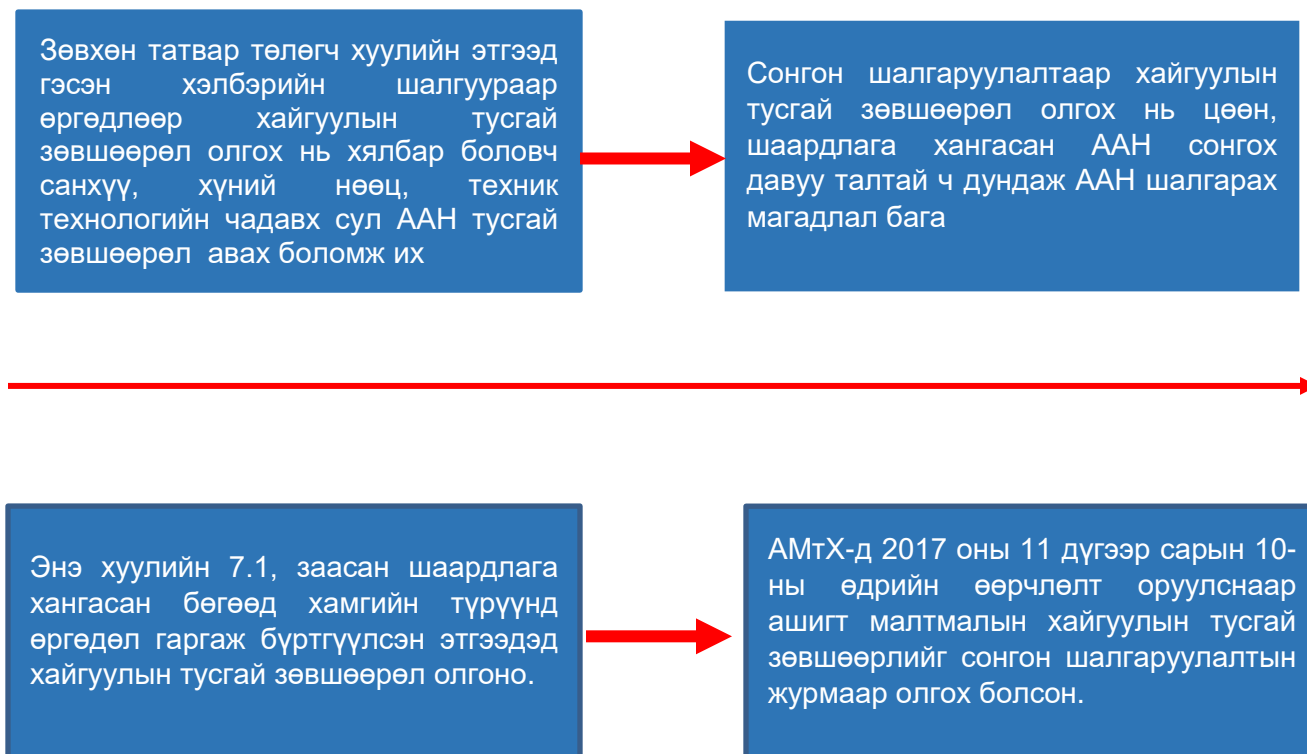 Зөвхөн татвар төлөгч хуулийн этгээд
гэсэн хэлбэрийн шалгуураар
өргөдлөөр хайгуулын тусгай
зөвшөөрөл олгох нь хялбар боловч
санхүү, хүний нөөц, техник
технологийн чадавх сул ААН тусгай
зөвшөөрөл авах боломж их
Сонгон шалгаруулалтаар хайгуулын
тусгай зөвшөөрөл олгох нь цөөн,
шаардлага хангасан ААН сонгох
давуу талтай ч дундаж ААН шалгарах
магадлал бага
Энэ хуулийн 7.1, заасан шаардлага
хангасан бөгөөд хамгийн түрүүнд
өргөдөл гаргаж бүртгүүлсэн этгээдэд
хайгуулын тусгай зөвшөөрөл олгоно.
АМтХ-д 2017 оны 11 дүгээр сарын 10-
ны өдрийн өөрчлөлт оруулснаар
ашигт малтмалын хайгуулын тусгай
зөвшөөрлийг сонгон шалгаруулалтын
журмаар олгох болсон.